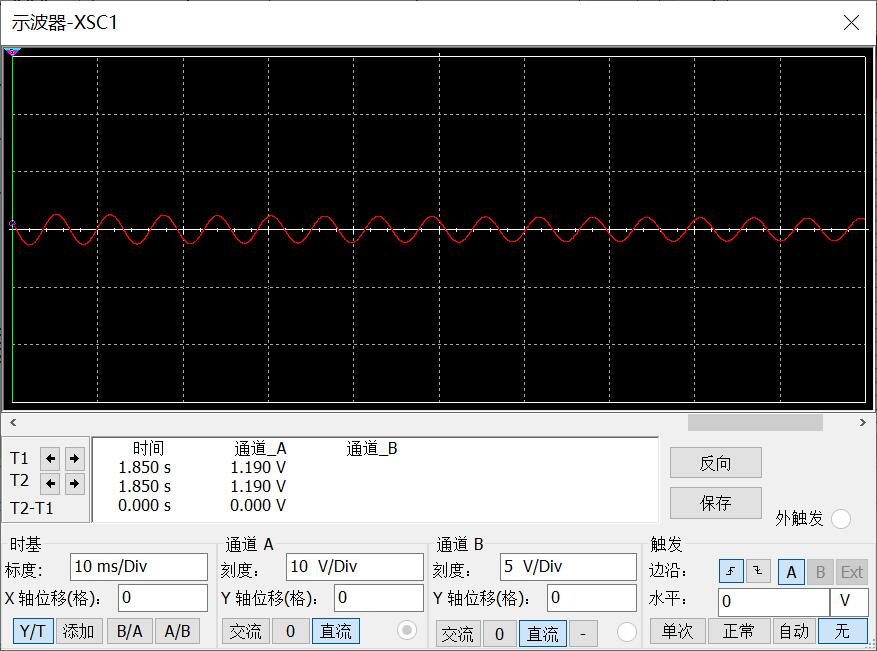 示波器-XSC1
时间 通道_A 通道_B
T1 1.850 s 1.190 V
T2 1.850 s 1.190 V
T2-T1 0.000 s 0.000 V
反向
保存
外触发
时基 通道 A 通道 B 触发
标度: 10 ms/Div 刻度: 10 V/Div 刻度: 5 V/Div 边沿: A B Ext
X 轴位移(格): 0 Y 轴位移(格): 0 Y 轴位移(格): 0 水平: 0 V
Y/T 添加 B/A A/B 交流 0 直流 交流 0 直流 - 单次 正常 自动 无